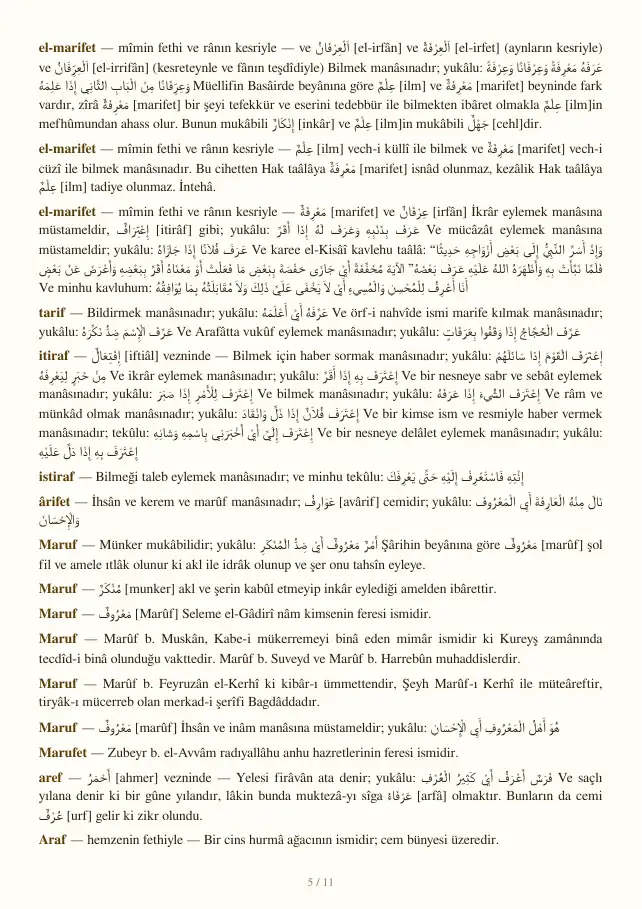 el-marifet — mîmin fethi ve rânın kesriyle — ve اَلْعِرْفَانُ [el-irfân] ve اَلْعِرْفَةُ [el-irfet] (aynların kesriyle)
ve اَلْعِرِفَّانُ [el-irrifân] (kesreteynle ve fânın teşdîdiyle) Bilmek manâsınadır; yukâlu: عَرَفَهُ مَعْرِفَةً وَعِرْفَانًا وَعِرْفَةً
وَعِرِفَّانًا مِنَ الْبَابِ الثَّانِي إِذَا عَلِمَهُ Müellifin Basâirde beyânına göre عِلْمٌ [ilm] ve مَعْرِفَةٌ [marifet] beyninde fark
vardır, zîrâ مَعْرِفَةٌ [marifet] bir şeyi tefekkür ve eserini tedebbür ile bilmekten ibâret olmakla عِلْمٌ [ilm]in
mefhûmundan ahass olur. Bunun mukâbili إِنْكَارٌ [inkâr] ve عِلْمٌ [ilm]in mukâbili جَهْلٌ [cehl]dir.
el-marifet — mîmin fethi ve rânın kesriyle — عِلْمٌ [ilm] vech-i küllî ile bilmek ve مَعْرِفَةٌ [marifet] vech-i
cüzî ile bilmek manâsınadır. Bu cihetten Hak taâlâya مَعْرِفَةٌ [marifet] isnâd olunmaz, kezâlik Hak taâlâya
عِلْمٌ [ilm] tadiye olunmaz. İntehâ.
el-marifet — mîmin fethi ve rânın kesriyle — مَعْرِفَةٌ [marifet] ve عِرْفَانٌ [irfân] İkrâr eylemek manâsına
müstameldir, إِعْتِرَافٌ [itirâf] gibi; yukâlu: عَرَفَ بِذَنْبِهِ وَعَرَفَ لَهُ إِذَا أَقَرَّ Ve mücâzât eylemek manâsına
müstameldir; yukâlu: عَرَفَ فُلاَنًا إِذَا جَازَاهُ Ve karee el-Kisâî kavlehu taâlâ: “وَإِذْ أَسَرَّ النَّبِيُّ إِلَى بَعْضِ أَزْوَاجِهِ حَدِيثًا
فَلَمَّا نَبَّأَتْ بِهِ وَأَظْهَرَهُ اللهُ عَلَيْهِ عَرَفَ بَعْضَهُ” الآيَةَ مُخَفَّفَةً أَيْ جَازَى حَفْصَةَ بِبَعْضِ مَا فَعَلَتْ أَوْ مَعْنَاهُ أَقَرَّ بِبَعْضِهِ وَأَعْرَضَ عَنْ بَعْضٍ
Ve minhu kavluhum: أَنَا أَعْرِفُ لِلْمُحْسِنِ وَالْمُسِيءِ أَيْ لاَ يَخْفَى عَلَيَّ ذَلِكَ وَلاَ مُقَابَلَتُهُ بِمَا يُوَافِقُهُ
tarif — Bildirmek manâsınadır; yukâlu: عَرَّفَهُ أَيْ أَعْلَمَهُ Ve örf-i nahvîde ismi marife kılmak manâsınadır;
yukâlu: عَرَّفَ الْإِسْمَ ضِدُّ نَكَّرَهُ Ve Arafâtta vukûf eylemek manâsınadır; yukâlu: عَرَّفَ الْحُجَّاجُ إِذَا وَقَفُوا بِعَرَفَاتٍ
itiraf — إِفْتِعَالٌ [iftiâl] vezninde — Bilmek için haber sormak manâsınadır; yukâlu: إِعْتَرَفَ الْقَوْمَ إِذَا سَائَلَهُمْ
مِنْ خَبَرٍ لِيَعْرِفَهُ Ve ikrâr eylemek manâsınadır; yukâlu: إِعْتَرَفَ بِهِ إِذَا أَقَرَّ Ve bir nesneye sabr ve sebât eylemek
manâsınadır; yukâlu: إِعْتَرَفَ لِلْأَمْرِ إِذَا صَبَرَ Ve bilmek manâsınadır; yukâlu: إِعْتَرَفَ الشَّيْءَ إِذَا عَرَفَهُ Ve râm ve
münkâd olmak manâsınadır; yukâlu: إِعْتَرَفَ فُلاَنٌ إِذَا ذَلَّ وَانْقَادَ Ve bir kimse ism ve resmiyle haber vermek
manâsınadır; tekûlu: إِعْتَرَفَ إِلَيَّ أَيْ أَخْبَرَنِي بِاسْمِهِ وَشَانِهِ Ve bir nesneye delâlet eylemek manâsınadır; yukâlu:
إِعْتَرَفَ بِهِ إِذَا دَلَّ عَلَيْهِ
istiraf — Bilmeği taleb eylemek manâsınadır; ve minhu tekûlu: إِئْتِهِ فَاسْتَعْرِفْ إِلَيْهِ حَتَّى يَعْرِفَكَ
ârifet — İhsân ve kerem ve marûf manâsınadır; عَوَارِفُ [avârif] cemidir; yukâlu: نَالَ مِنْهُ الْعَارِفَةَ أَيِ الْمَعْرُوفَ
وَالْإِحْسَانَ
Maruf — Münker mukâbilidir; yukâlu: أَمْرٌ مَعْرُوفٌ أَيْ ضِدُّ الْمُنْكَرِ Şârihin beyânına göre مَعْرُوفٌ [marûf] şol
fil ve amele ıtlâk olunur ki akl ile idrâk olunup ve şer onu tahsîn eyleye.
Maruf — مُنْكَرٌ [munker] akl ve şerin kabûl etmeyip inkâr eylediği amelden ibârettir.
Maruf — مَعْرُوفٌ [Marûf] Seleme el-Gâdirî nâm kimsenin feresi ismidir.
Maruf — Marûf b. Muskân, Kabe-i mükerremeyi binâ eden mimâr ismidir ki Kureyş zamânında
tecdîd-i binâ olunduğu vakttedir. Marûf b. Suveyd ve Marûf b. Harrebûn muhaddislerdir.
Maruf — Marûf b. Feyruzân el-Kerhî ki kibâr-ı ümmettendir, Şeyh Marûf-ı Kerhî ile müteâreftir,
tiryâk-ı mücerreb olan merkad-i şerîfi Bagdâddadır.
Maruf — مَعْرُوفٌ [marûf] İhsân ve inâm manâsına müstameldir; yukâlu: هُوَ أَهْلُ الْمَعْرُوفِ أَيِ الْإِحْسَانِ
Marufet — Zubeyr b. el-Avvâm radıyallâhu anhu hazretlerinin feresi ismidir.
aref — أَحْمَرُ [ahmer] vezninde — Yelesi firâvân ata denir; yukâlu: فَرَسٌ أَعْرَفُ أَيْ كَثِيرُ الْعُرْفِ Ve saçlı
yılana denir ki bir gûne yılandır, lâkin bunda muktezâ-yı sîga عَرْفَاءُ [arfâ] olmaktır. Bunların da cemi
عُرْفٌ [urf] gelir ki zikr olundu.
Araf — hemzenin fethiyle — Bir cins hurmâ ağacının ismidir; cem bünyesi üzeredir.
5 / 11